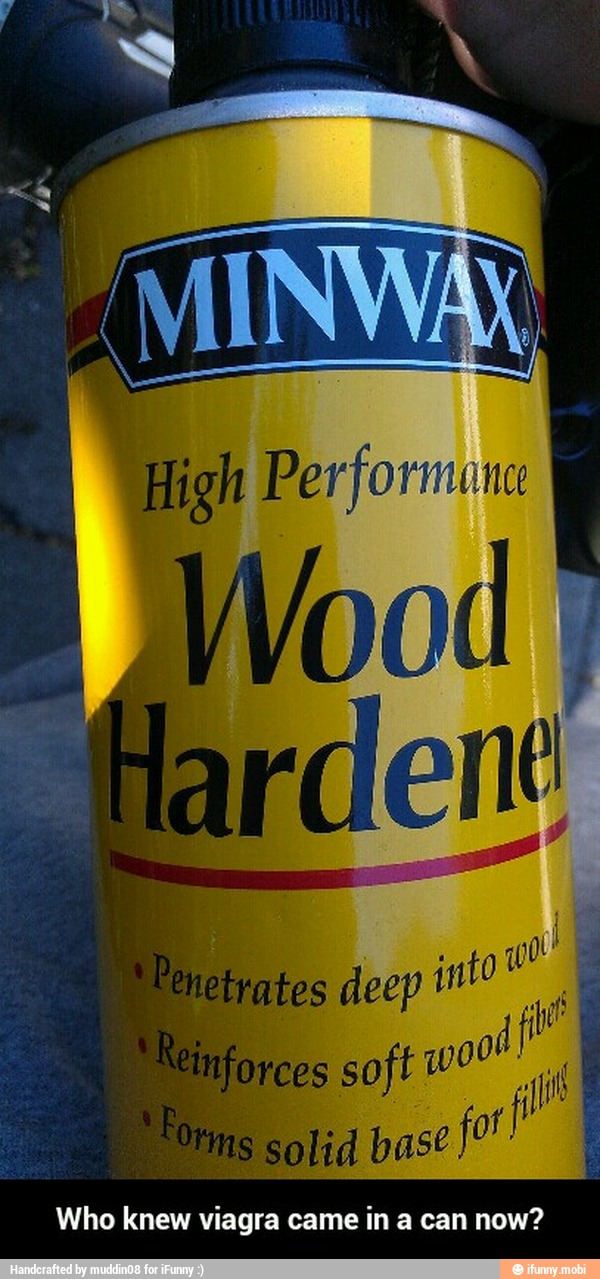 MINWAX®
High Performance
Wood
Hardener
• Penetrates deep into wood
• Reinforces soft wood fibers
• Forms solid base for filling
Who knew viagra came in a can now?
Handcrafted by muddin08 for iFunny :)
ifunny.mobi